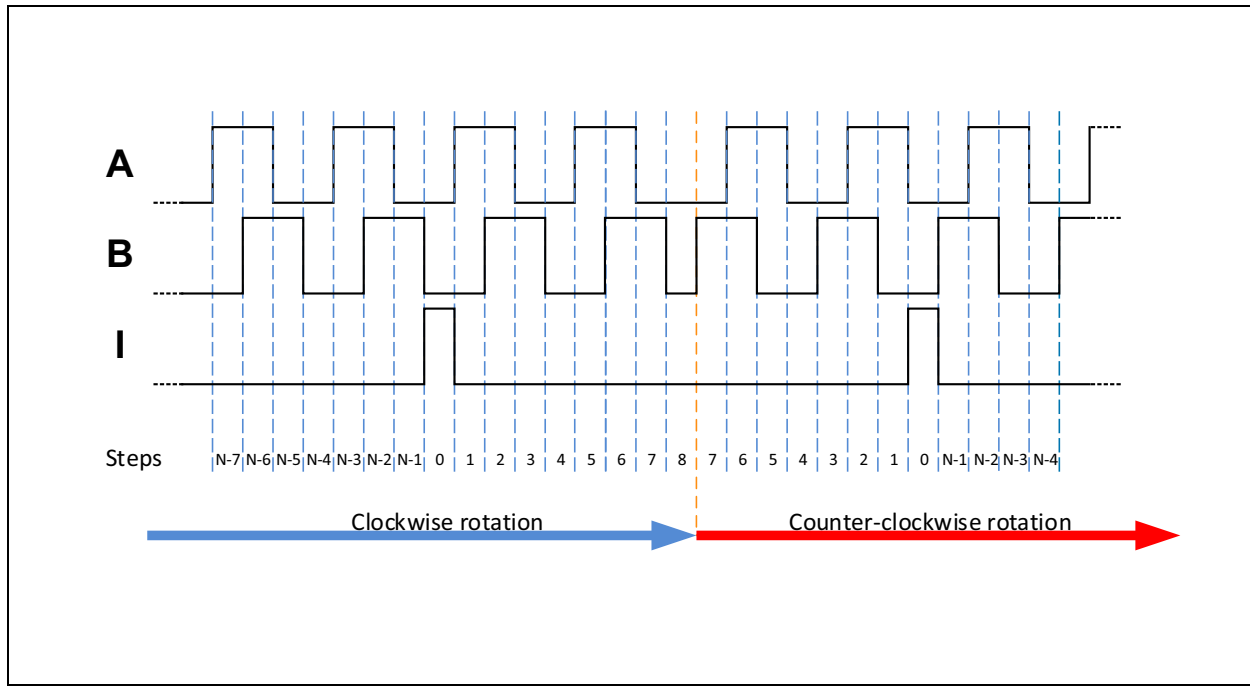 A
B
I
Steps N-7 N-6 N-5 N-4 N-3 N-2 N-1 0 1 2 3 4 5 6 7 8 7 6 5 4 3 2 1 0 N-1 N-2 N-3 N-4
Clockwise rotation Counter-clockwise rotation